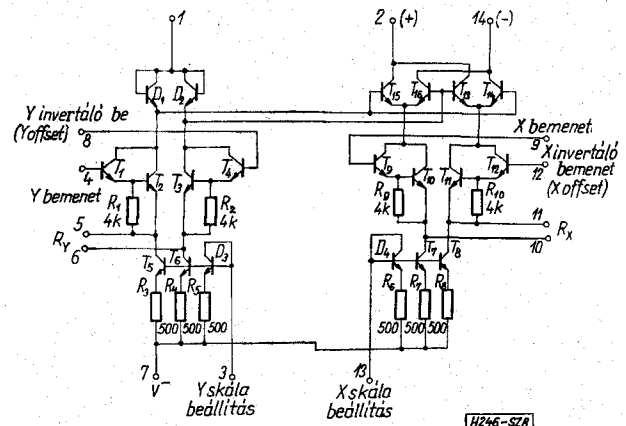 1
2 (+)
14 (-)
D1
D2
T15
T16
T13
T14
Y invertáló be
(Y offset)
8
X bemenet
9
X invertáló
bemenet
(X offset)
12
4
T1
T2
T3
T4
T9
T10
T11
T12
Y bemenet
R1
4k
R2
4k
R9
4k
R10
4k
5
RY
6
11
RX
10
T5
T6
D3
D4
T7
T8
R3
R4
R5
R6
R7
R8
500
500
500
500
500
500
7
V-
3
Y skála
beállítás
13
X skála
beállítás
H246-SZ8